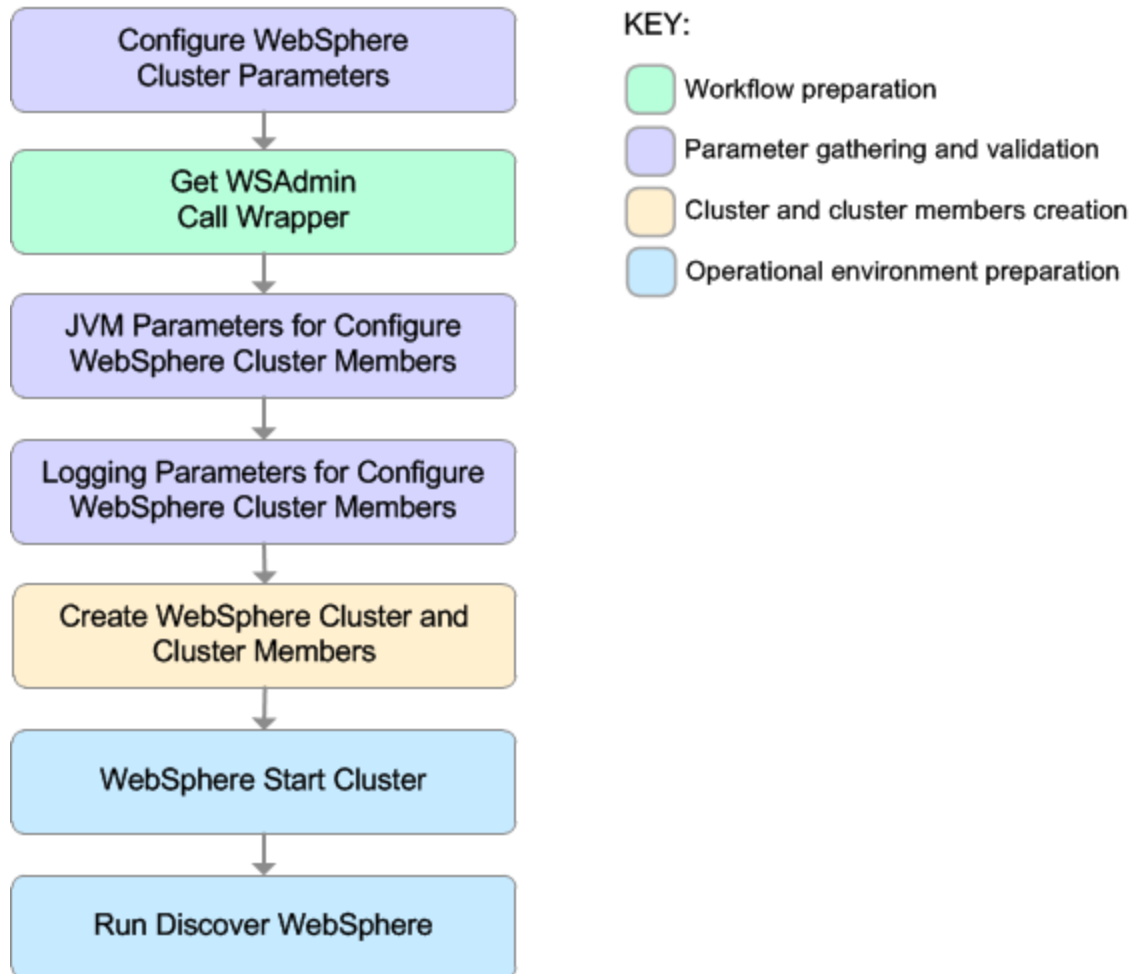 Configure WebSphere
Cluster Parameters
Get WSAdmin
Call Wrapper
JVM Parameters for Configure
WebSphere Cluster Members
Logging Parameters for Configure
WebSphere Cluster Members
Create WebSphere Cluster and
Cluster Members
WebSphere Start Cluster
Run Discover WebSphere
KEY:
Workflow preparation
Parameter gathering and validation
Cluster and cluster members creation
Operational environment preparation